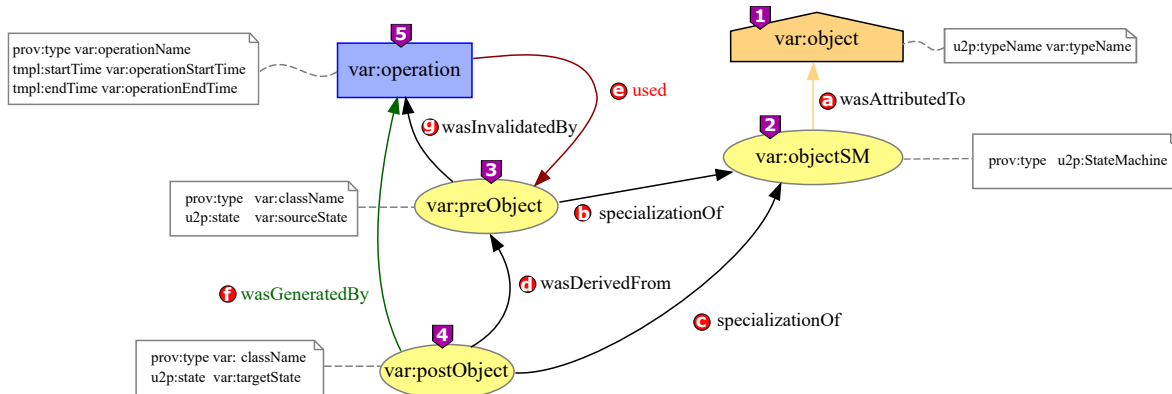 5
1
prov:type var:operationName
tmpl:startTime var:operationStartTime
tmpl:endTime var:operationEndTime
var:operation
var:object
u2p:typeName var:typeName
e used
a wasAttributedTo
g wasInvalidatedBy
2
var:objectSM
prov:type u2p:StateMachine
3
prov:type var:className
u2p:state var:sourceState
var:preObject
b specializationOf
d wasDerivedFrom
f wasGeneratedBy
c specializationOf
4
prov:type var: className
u2p:state var:targetState
var:postObject